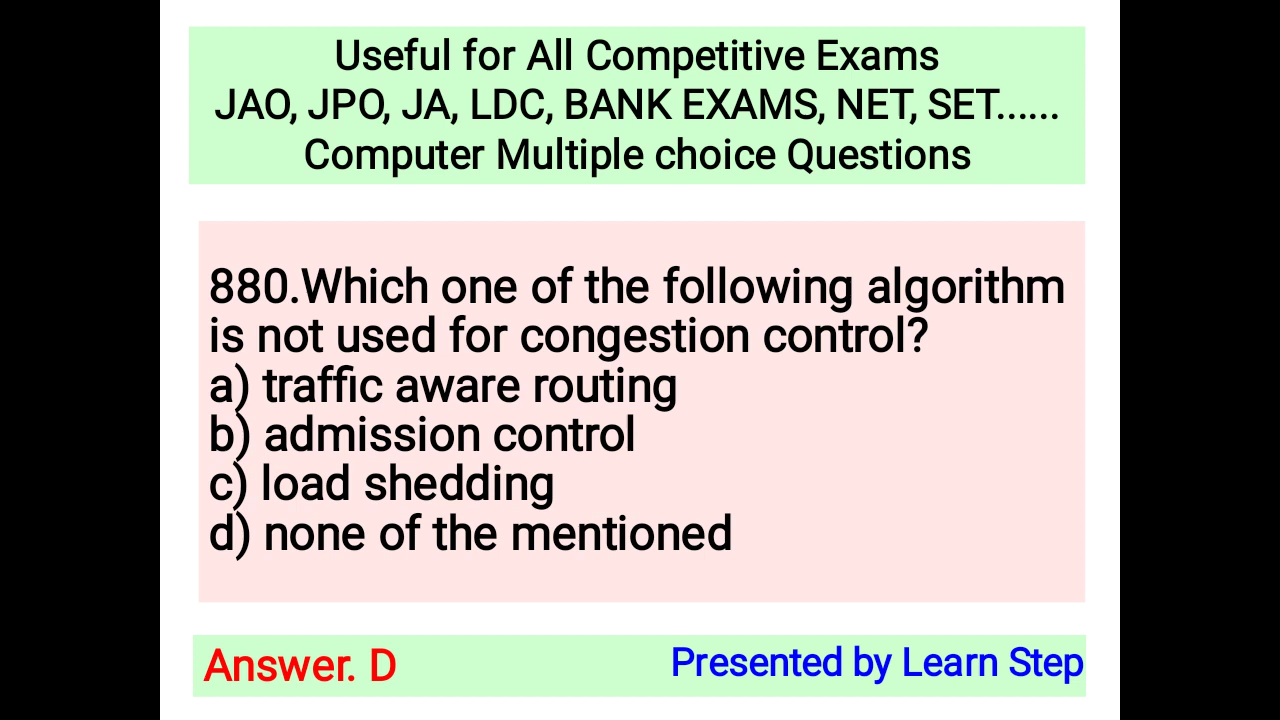 Useful for All Competitive Exams
JAO, JPO, JA, LDC, BANK EXAMS, NET, SET......
Computer Multiple choice Questions
880.Which one of the following algorithm
is not used for congestion control?
a) traffic aware routing
b) admission control
c) load shedding
d) none of the mentioned
Answer. D
Presented by Learn Step